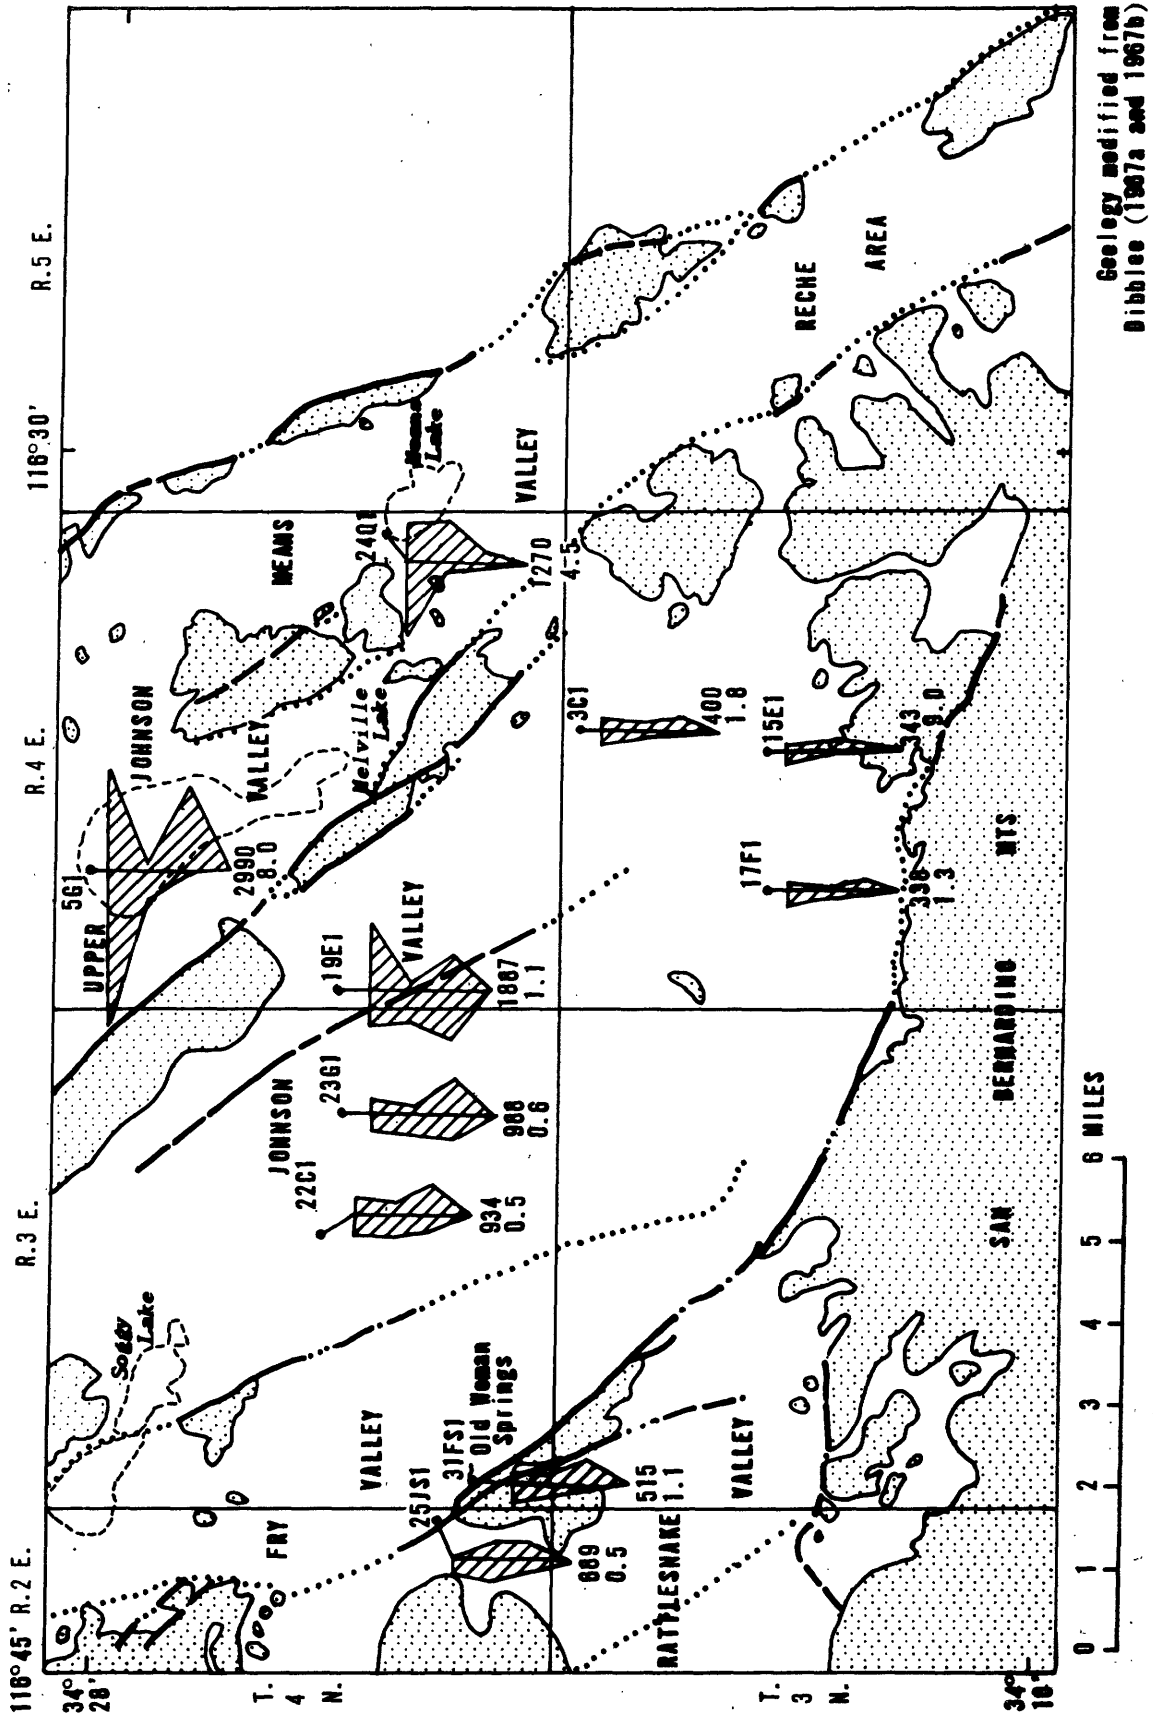 116°45' R.2 E.
R.3 E.
R.4 E.
116°30'
R.5 E.
34°
28'
T.
4
N.
T.
3
N.
34°
UPPER
JOHNSON
VALLEY
MEANS
VALLEY
Means
Lake
Melville
Lake
Soggy
Lake
FRY
VALLEY
JOHNSON
VALLEY
Old Woman
Springs
RATTLESNAKE
VALLEY
RECHE
AREA
SAN
BERNARDINO
MTS
5G1
2990
8.0
24Q1
1270
4.5
19E1
1887
1.1
23G1
988
0.6
22C1
934
0.5
25JS1
689
0.5
31FS1
515
1.1
3C1
400
1.8
15E1
343
9.0
17F1
338
1.3
0 1 2 3 4 5 6 MILES
Geology modified from
Dibblee (1967a and 1967b)